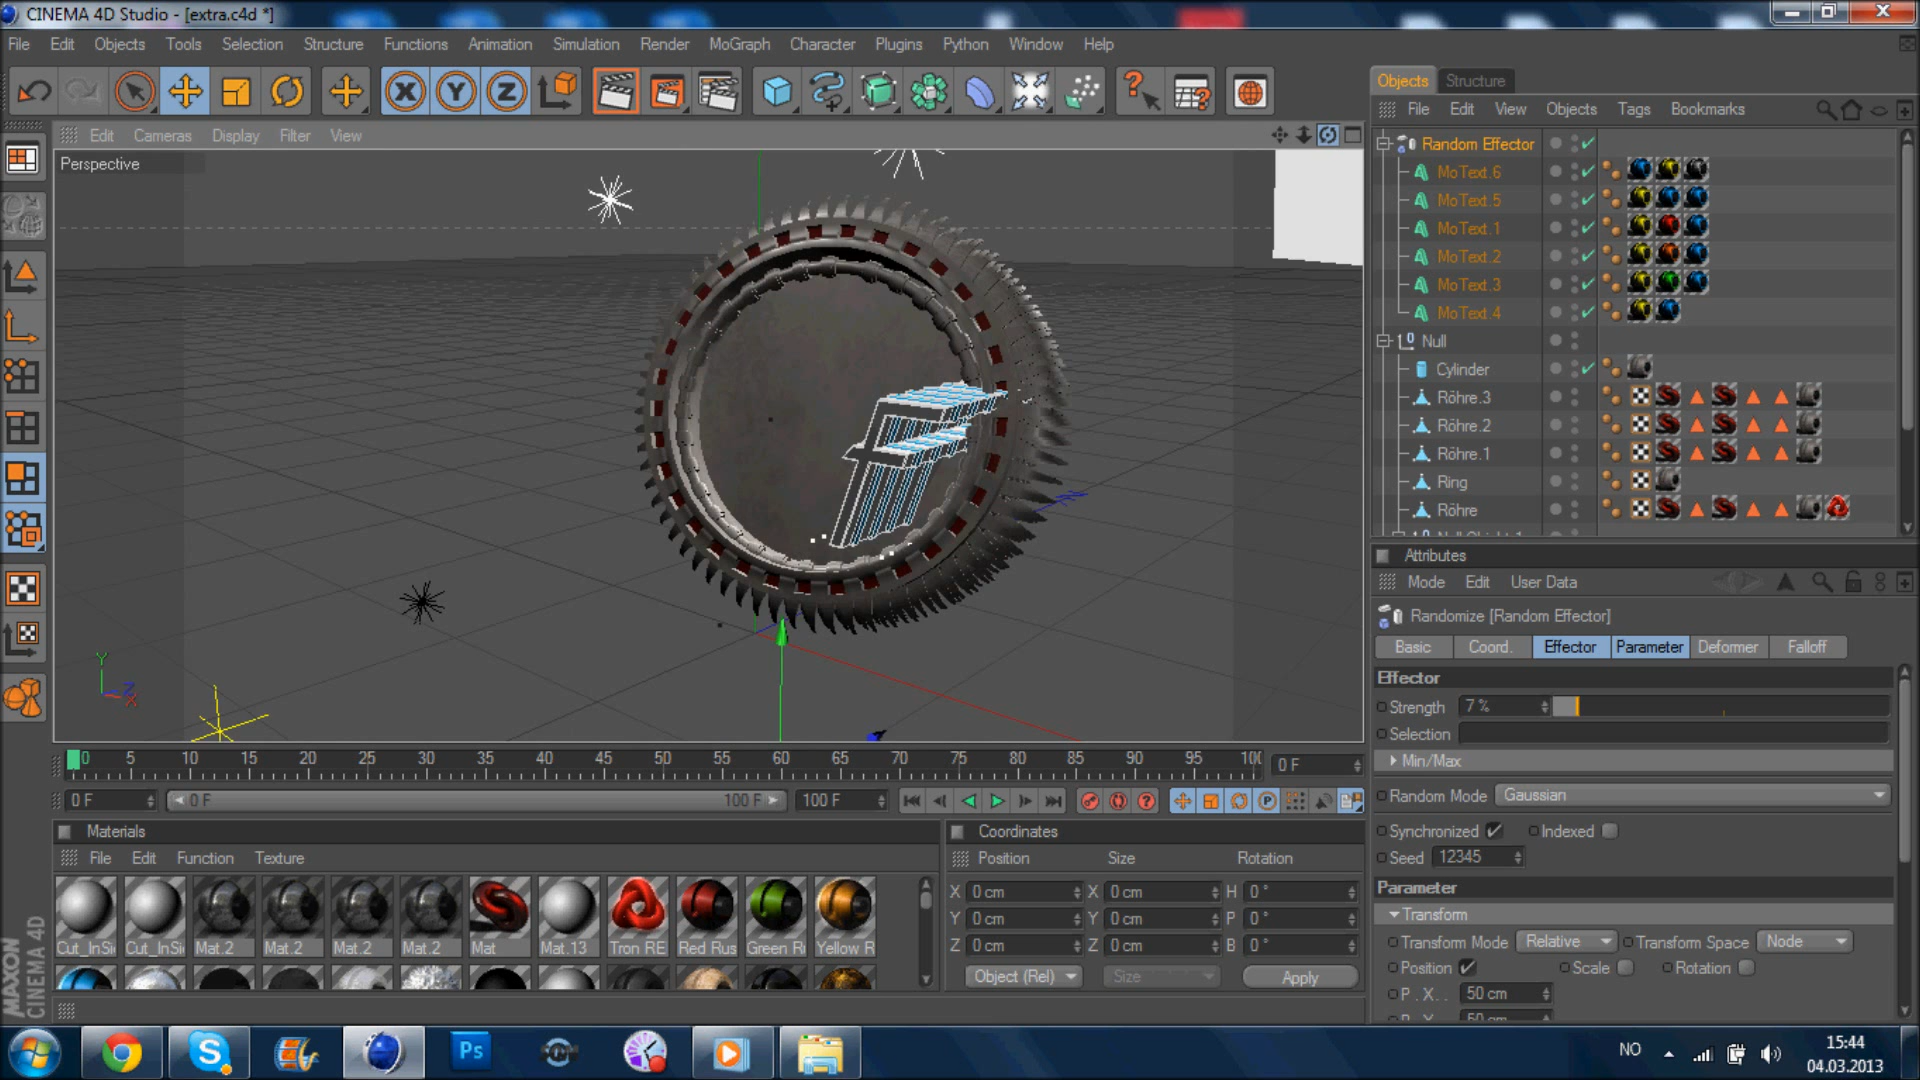 CINEMA 4D Studio - [extra.c4d *]
File Edit Objects Tools Selection Structure Functions Animation Simulation Render MoGraph Character Plugins Python Window Help
Edit Cameras Display Filter View
Perspective
Objects Structure
File Edit View Objects Tags Bookmarks
Random Effector
MoText.6
MoText.5
MoText.1
MoText.2
MoText.3
MoText.4
Null
Cylinder
Röhre.3
Röhre.2
Röhre.1
Ring
Röhre
Attributes
Mode Edit User Data
Randomize [Random Effector]
Basic Coord. Effector Parameter Deformer Falloff
Effector
Strength 7 %
Selection
Min/Max
Random Mode Gaussian
Synchronized Indexed
Seed 12345
Parameter
Transform
Transform Mode Relative Transform Space Node
Position Scale Rotation
P . X . . 50 cm
0 5 10 15 20 25 30 35 40 45 50 55 60 65 70 75 80 85 90 95 0 F
0 F 0 F 100 F 100 F
Materials
File Edit Function Texture
Cut_InSi Cut_InSi Mat.2 Mat.2 Mat.2 Mat.2 Mat Mat.13 Tron RE Red Rus Green Ru Yellow R
Coordinates
Position Size Rotation
X 0 cm X 0 cm H 0 °
Y 0 cm Y 0 cm P 0 °
Z 0 cm Z 0 cm B 0 °
Object (Rel) Size Apply
MAXON
CINEMA 4D
Y
Z
X
Ps
NO
15:44
04.03.2013